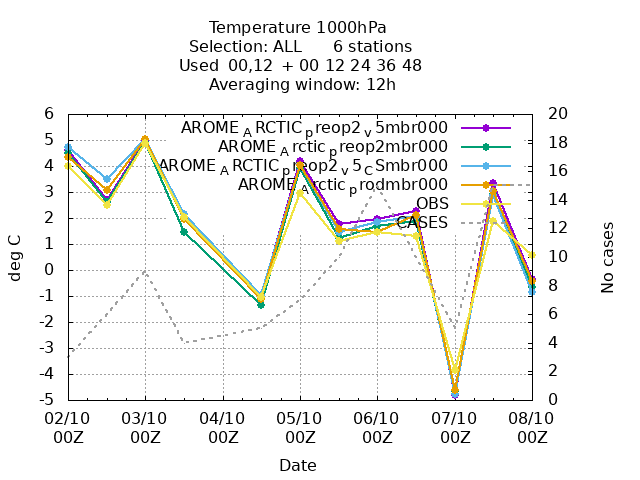 Temperature 1000hPa
Selection: ALL 6 stations
Used 00,12 + 00 12 24 36 48
Averaging window: 12h
6 20
5 18
4 16
3 14
2 12
1 10
0 8
-1 6
-2 4
-3 2
-4 0
-5
deg C
No cases
AROME_ARCTIC_preop2_v5mbr000
AROME_Arctic_preop2mbr000
AROME_ARCTIC_preop2_v5_CSmbr000
OBS
CASES
02/10 03/10 04/10 05/10 06/10 07/10 08/10
00Z 00Z 00Z 00Z 00Z 00Z 00Z
Date